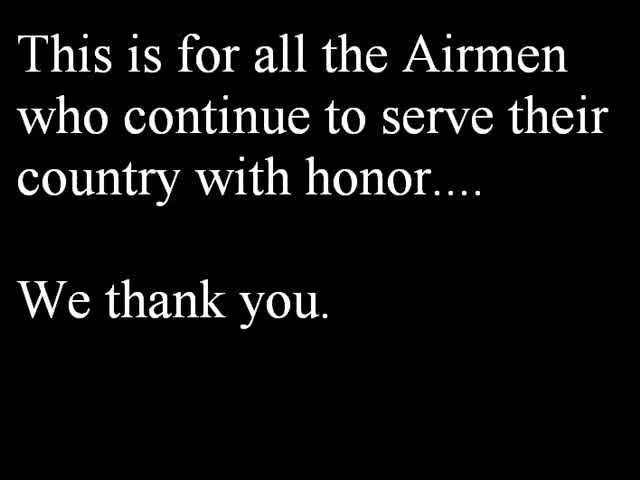 This is for all the Airmen
who continue to serve their
country with honor....
We thank you.